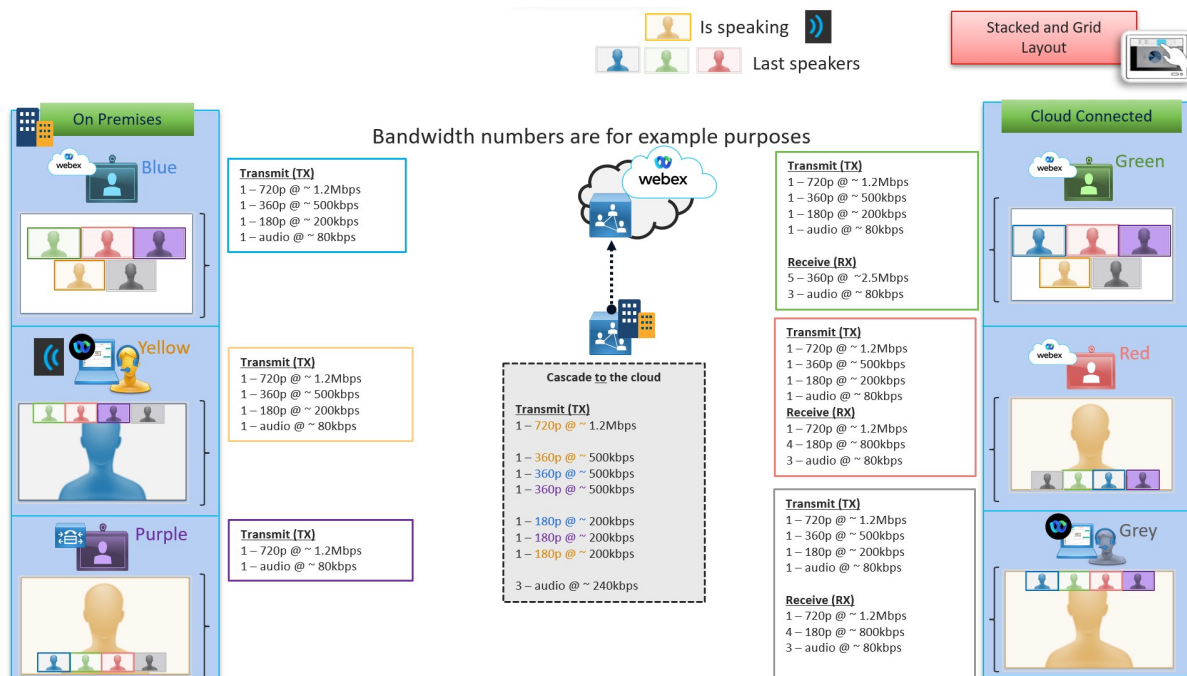 Is speaking
Last speakers
Stacked and Grid
Layout
On Premises
Cloud Connected
Bandwidth numbers are for example purposes
webex
Blue
Transmit (TX)
1 – 720p @ ~ 1.2Mbps
1 – 360p @ ~ 500kbps
1 – 180p @ ~ 200kbps
1 – audio @ ~ 80kbps
Yellow
Transmit (TX)
1 – 720p @ ~ 1.2Mbps
1 – 360p @ ~ 500kbps
1 – 180p @ ~ 200kbps
1 – audio @ ~ 80kbps
Purple
Transmit (TX)
1 – 720p @ ~ 1.2Mbps
1 – audio @ ~ 80kbps
webex
Cascade to the cloud
Transmit (TX)
1 – 720p @ ~ 1.2Mbps
1 – 360p @ ~ 500kbps
1 – 360p @ ~ 500kbps
1 – 360p @ ~ 500kbps
1 – 180p @ ~ 200kbps
1 – 180p @ ~ 200kbps
1 – 180p @ ~ 200kbps
3 – audio @ ~ 240kbps
Transmit (TX)
1 – 720p @ ~ 1.2Mbps
1 – 360p @ ~ 500kbps
1 – 180p @ ~ 200kbps
1 – audio @ ~ 80kbps
Receive (RX)
5 – 360p @ ~2.5Mbps
3 – audio @ ~ 80kbps
webex
Green
Transmit (TX)
1 – 720p @ ~ 1.2Mbps
1 – 360p @ ~ 500kbps
1 – 180p @ ~ 200kbps
1 – audio @ ~ 80kbps
Receive (RX)
1 – 720p @ ~ 1.2Mbps
4 – 180p @ ~ 800kbps
3 – audio @ ~ 80kbps
webex
Red
Transmit (TX)
1 – 720p @ ~ 1.2Mbps
1 – 360p @ ~ 500kbps
1 – 180p @ ~ 200kbps
1 – audio @ ~ 80kbps
Receive (RX)
1 – 720p @ ~ 1.2Mbps
4 – 180p @ ~ 800kbps
3 – audio @ ~ 80kbps
Grey